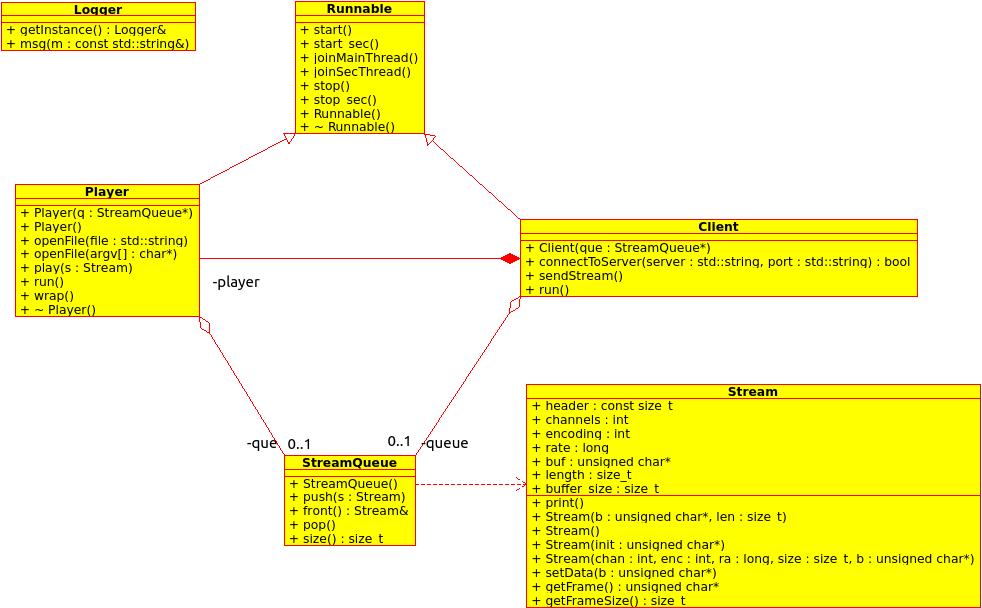 Logger
+ getInstance() : Logger&
+ msg(m : const std::string&)
Runnable
+ start()
+ start_sec()
+ joinMainThread()
+ joinSecThread()
+ stop()
+ stop_sec()
+ Runnable()
+ ~ Runnable()
Player
+ Player(q : StreamQueue*)
+ Player()
+ openFile(file : std::string)
+ openFile(argv[] : char*)
+ play(s : Stream)
+ run()
+ wrap()
+ ~ Player()
Client
+ Client(que : StreamQueue*)
+ connectToServer(server : std::string, port : std::string) : bool
+ sendStream()
+ run()
-player
-que 0..1
0..1 -queue
StreamQueue
+ StreamQueue()
+ push(s : Stream)
+ front() : Stream&
+ pop()
+ size() : size_t
Stream
+ header : const size_t
+ channels : int
+ encoding : int
+ rate : long
+ buf : unsigned char*
+ length : size_t
+ buffer_size : size_t
+ print()
+ Stream(b : unsigned char*, len : size_t)
+ Stream()
+ Stream(init : unsigned char*)
+ Stream(chan : int, enc : int, ra : long, size : size_t, b : unsigned char*)
+ setData(b : unsigned char*)
+ getFrame() : unsigned char*
+ getFrameSize() : size_t